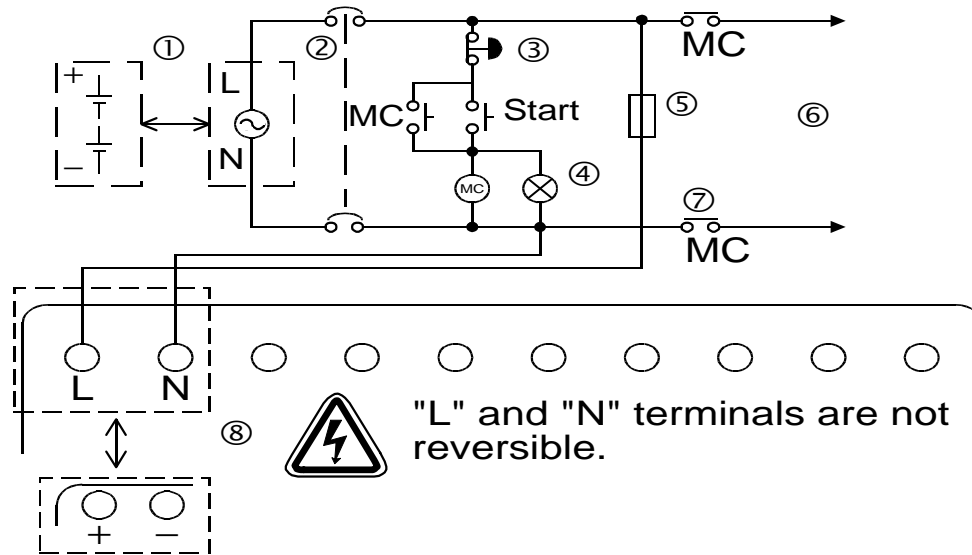 ① ② ③ ④ ⑤ ⑥ ⑦ ⑧
+
−
L
N
MC
Start
MC
MC
MC
L N
"L" and "N" terminals are not
reversible.
+ −